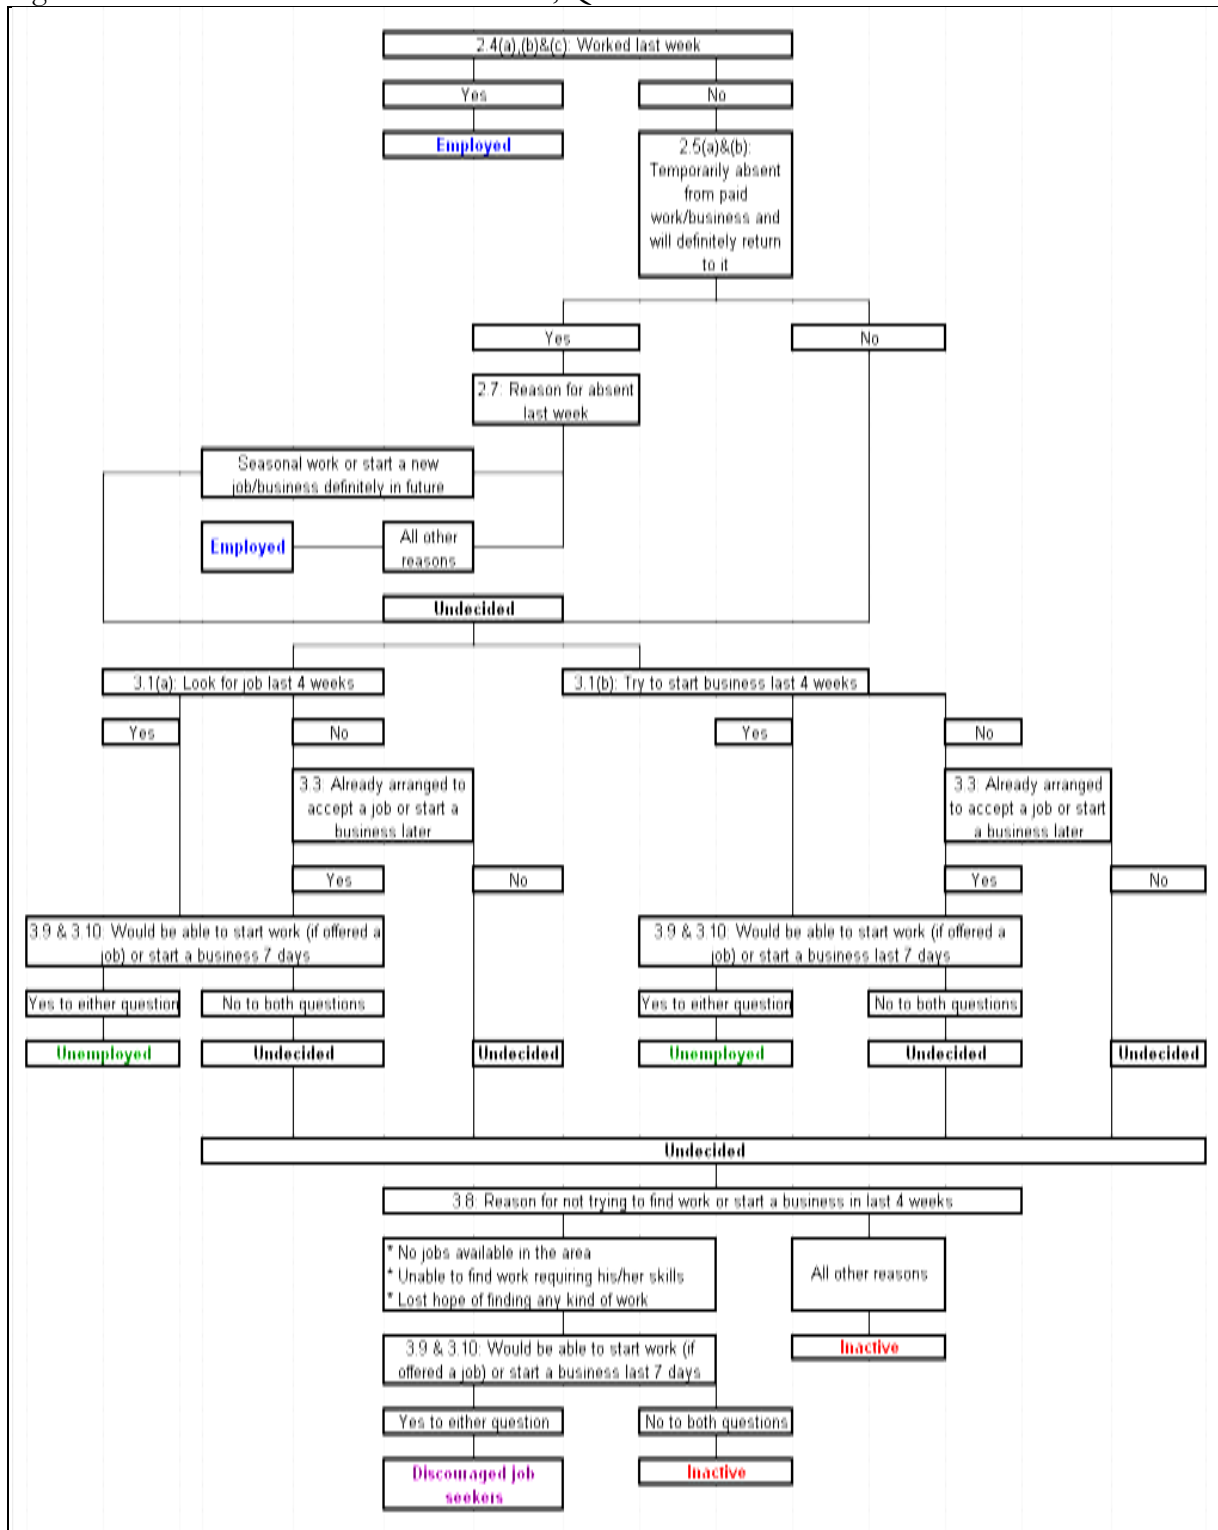 2.4(a),(b)&(c): Worked last week
Yes
No
Employed
2.5(a)&(b):
Temporarily absent
from paid
work/business and
will definitely return
to it
Yes
No
2.7: Reason for absent
last week
Seasonal work or start a new
job/business definitely in future
Employed
All other
reasons
Undecided
3.1(a): Look for job last 4 weeks
3.1(b): Try to start business last 4 weeks
Yes
No
Yes
No
3.3: Already arranged to
accept a job or start a
business later
3.3: Already arranged
to accept a job or start
a business later
Yes
No
Yes
No
3.9 & 3.10: Would be able to start work (if offered a
job) or start a business 7 days
3.9 & 3.10: Would be able to start work (if offered a
job) or start a business last 7 days
Yes to either question
No to both questions
Yes to either question
No to both questions
Unemployed
Undecided
Undecided
Unemployed
Undecided
Undecided
Undecided
3.8: Reason for not trying to find work or start a business in last 4 weeks
* No jobs available in the area
* Unable to find work requiring his/her skills
* Lost hope of finding any kind of work
All other reasons
Inactive
3.9 & 3.10: Would be able to start work (if
offered a job) or start a business last 7 days
Yes to either question
No to both questions
Discouraged job
seekers
Inactive